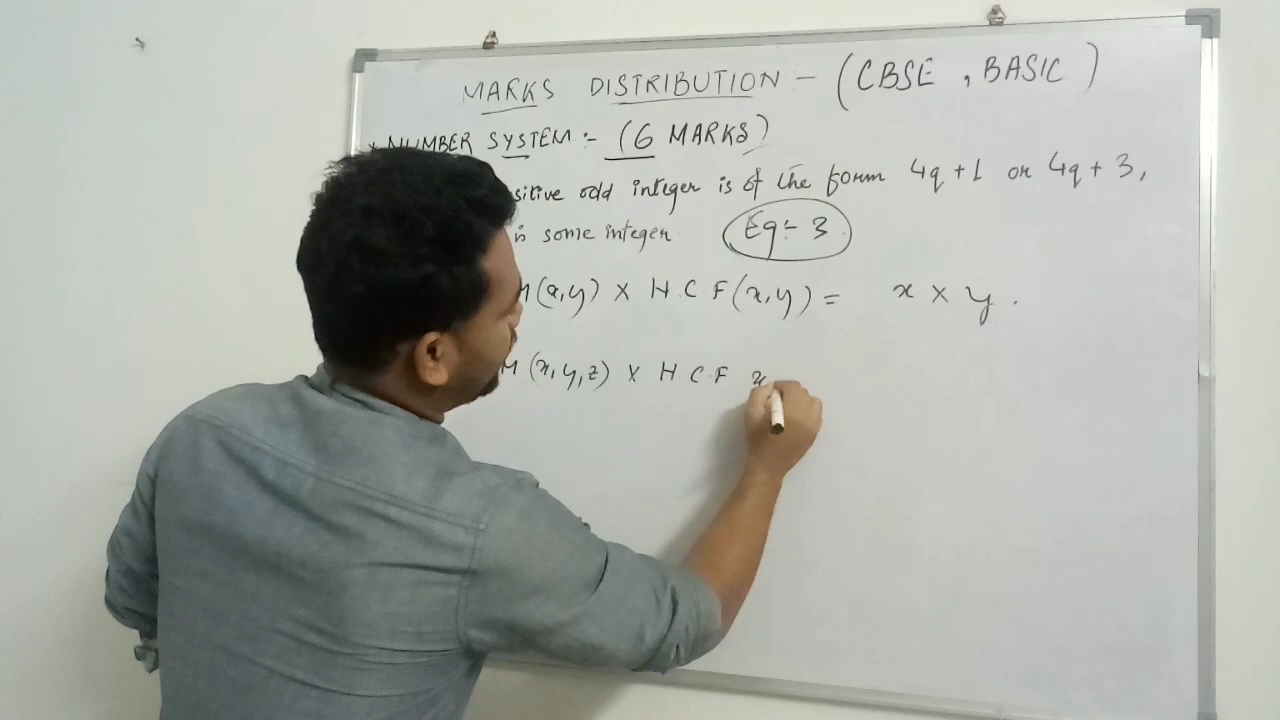 MARKS DISTRIBUTION :- (CBSE, BASIC)
* NUMBER SYSTEM :- (6 MARKS)
sitive odd integer is of the form 4q + 1 or 4q + 3,
is some integer Eg:- 3
M(x,y) X H.C.F(x,y) = x X y.
M (x,y,z) X H.C.F x